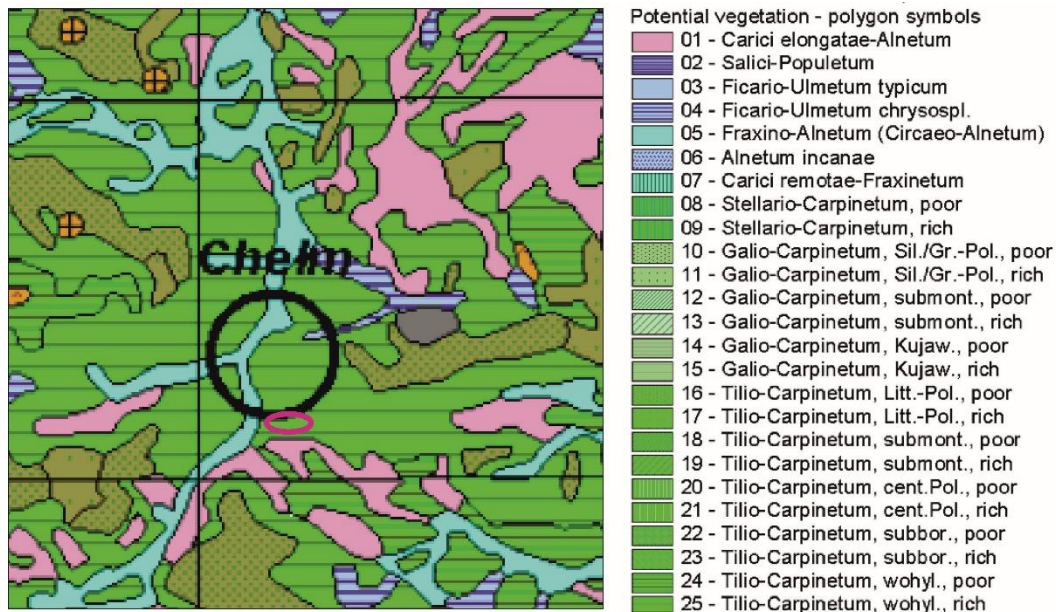 Chełm
Potential vegetation - polygon symbols
01 - Carici elongatae-Alnetum
02 - Salici-Populetum
03 - Ficario-Ulmetum typicum
04 - Ficario-Ulmetum chrysospl.
05 - Fraxino-Alnetum (Circaeo-Alnetum)
06 - Alnetum incanae
07 - Carici remotae-Fraxinetum
08 - Stellario-Carpinetum, poor
09 - Stellario-Carpinetum, rich
10 - Galio-Carpinetum, Sil./Gr.-Pol., poor
11 - Galio-Carpinetum, Sil./Gr.-Pol., rich
12 - Galio-Carpinetum, submont., poor
13 - Galio-Carpinetum, submont., rich
14 - Galio-Carpinetum, Kujaw., poor
15 - Galio-Carpinetum, Kujaw., rich
16 - Tilio-Carpinetum, Litt.-Pol., poor
17 - Tilio-Carpinetum, Litt.-Pol., rich
18 - Tilio-Carpinetum, submont., poor
19 - Tilio-Carpinetum, submont., rich
20 - Tilio-Carpinetum, cent.Pol., poor
21 - Tilio-Carpinetum, cent.Pol., rich
22 - Tilio-Carpinetum, subbor., poor
23 - Tilio-Carpinetum, subbor., rich
24 - Tilio-Carpinetum, wohyl., poor
25 - Tilio-Carpinetum, wohyl., rich